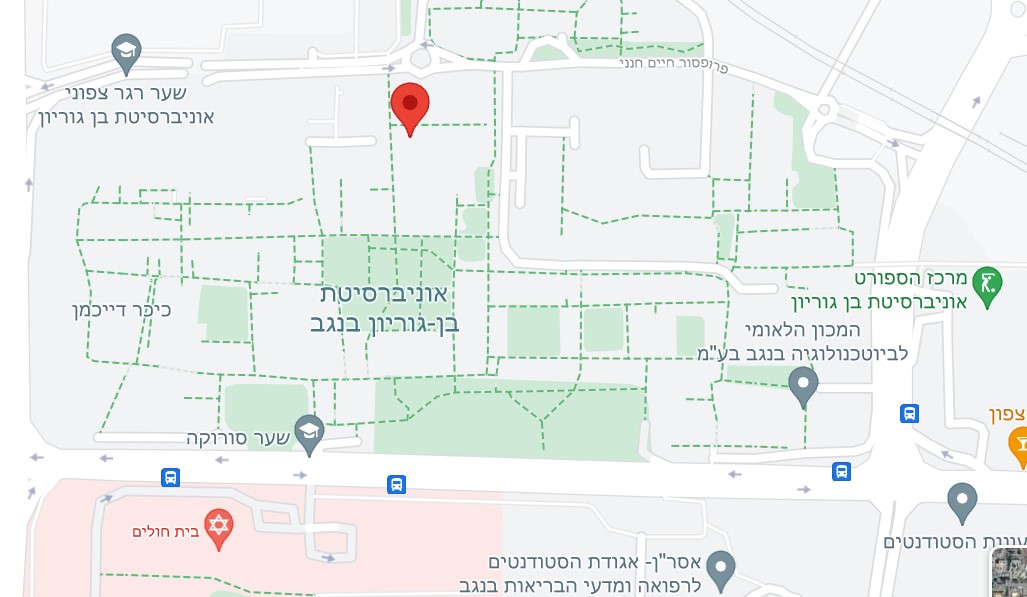 פרופסור חיים חנני
שער רגר צפוני
אוניברסיטת בן גוריון
מרכז הספורט
אוניברסיטת בן גוריון
אוניברסיטת
בן-גוריון בנגב
כיכר דייכמן
המכון הלאומי
לביוטכנולוגיה בנגב בע"מ
צפון
שער סורוקה
בית חולים
הסטודנטים
אסר"ן- אגודת הסטודנטים
לרפואה ומדעי הבריאות בנגב